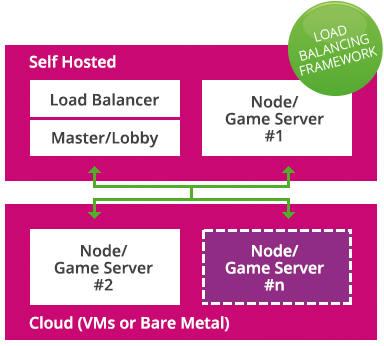 LOAD
BALANCING
FRAMEWORK
Self Hosted
Load Balancer
Master/Lobby
Node/
Game Server
#1
Node/
Game Server
#2
Node/
Game Server
#n
Cloud (VMs or Bare Metal)